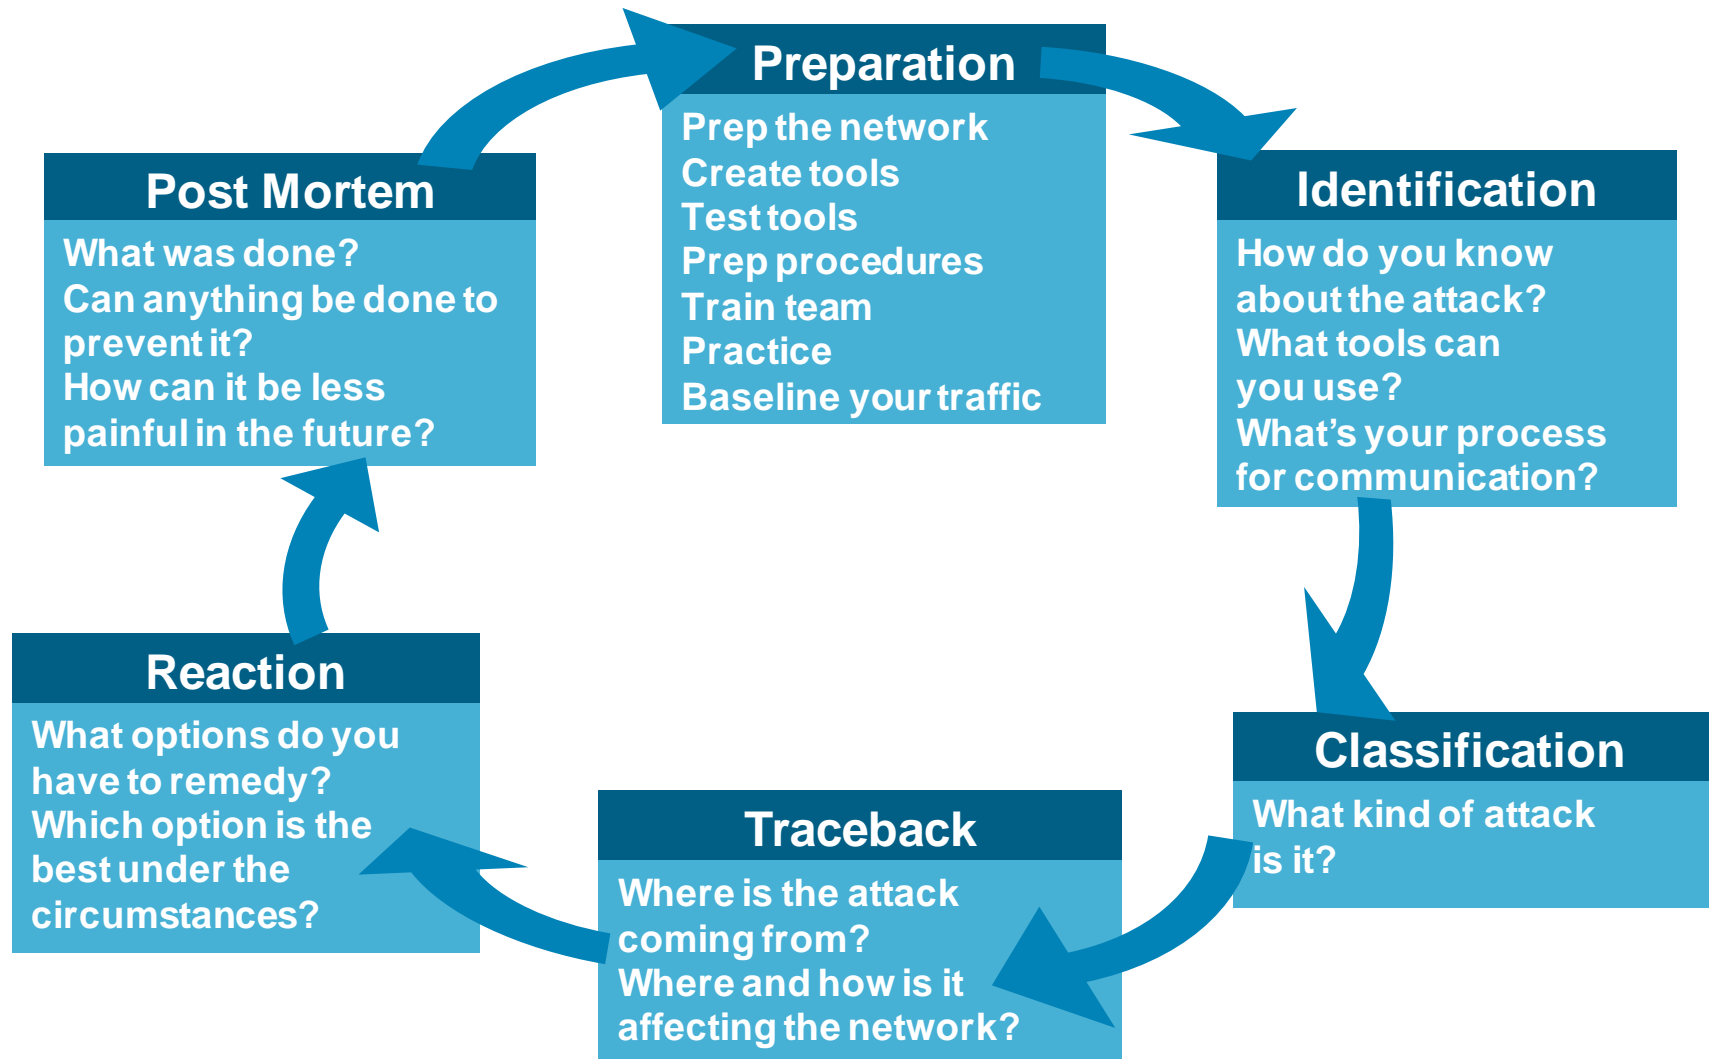 Preparation
Prep the network
Create tools
Test tools
Prep procedures
Train team
Practice
Baseline your traffic
Identification
How do you know
about the attack?
What tools can
you use?
What’s your process
for communication?
Classification
What kind of attack
is it?
Traceback
Where is the attack
coming from?
Where and how is it
affecting the network?
Reaction
What options do you
have to remedy?
Which option is the
best under the
circumstances?
Post Mortem
What was done?
Can anything be done to
prevent it?
How can it be less
painful in the future?